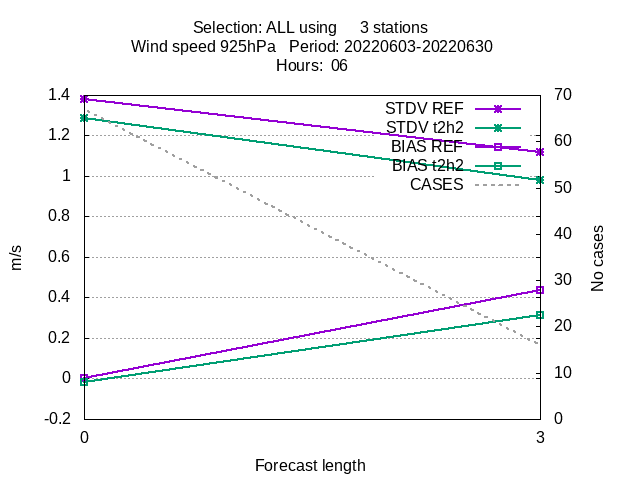 Selection: ALL using 3 stations
Wind speed 925hPa Period: 20220603-20220630
Hours: 06
1.4
1.2
1
0.8
0.6
0.4
0.2
0
-0.2
70
60
50
40
30
20
10
0
STDV REF
STDV t2h2
BIAS REF
BIAS t2h2
CASES
m/s
No cases
0 3
Forecast length